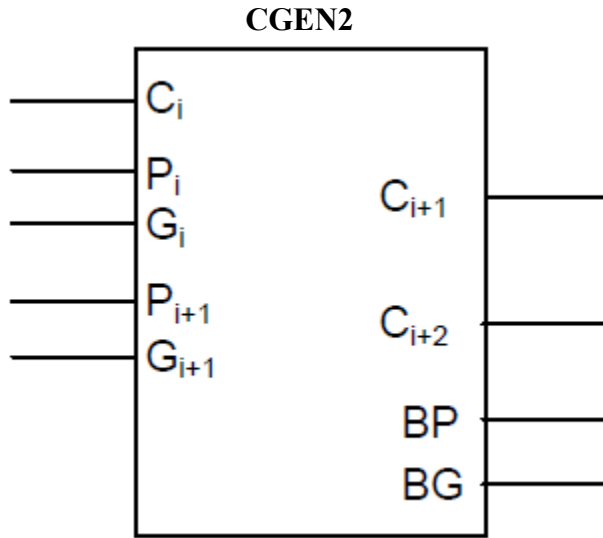 CGEN2
Cᵢ
Pᵢ
Gᵢ
Pᵢ₊₁
Gᵢ₊₁
Cᵢ₊₁
Cᵢ₊₂
BP
BG